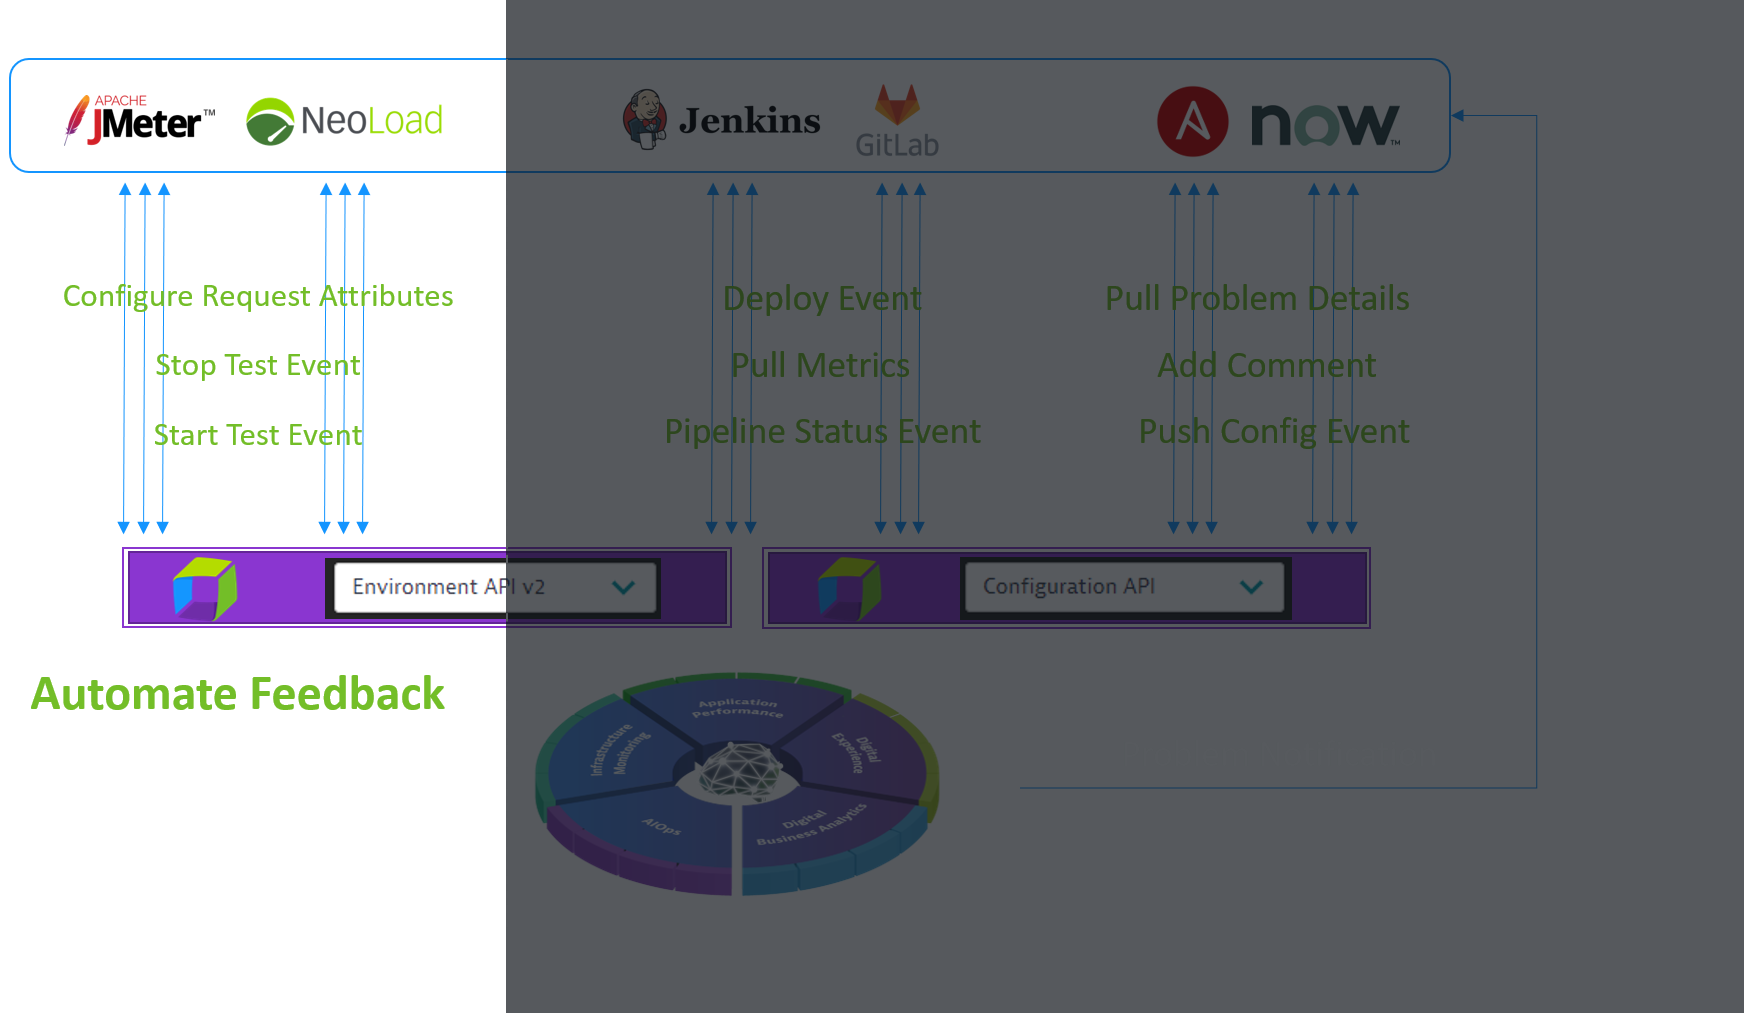 APACHE
JMeter™
NeoLoad
Jenkins
GitLab
now™
Configure Request Attributes
Stop Test Event
Start Test Event
Deploy Event
Pull Metrics
Pipeline Status Event
Pull Problem Details
Add Comment
Push Config Event
Environment API v2
Configuration API
Automate Feedback
Application
Performance
Digital
Experience
Infrastructure
Monitoring
AIOps
Digital
Business Analytics